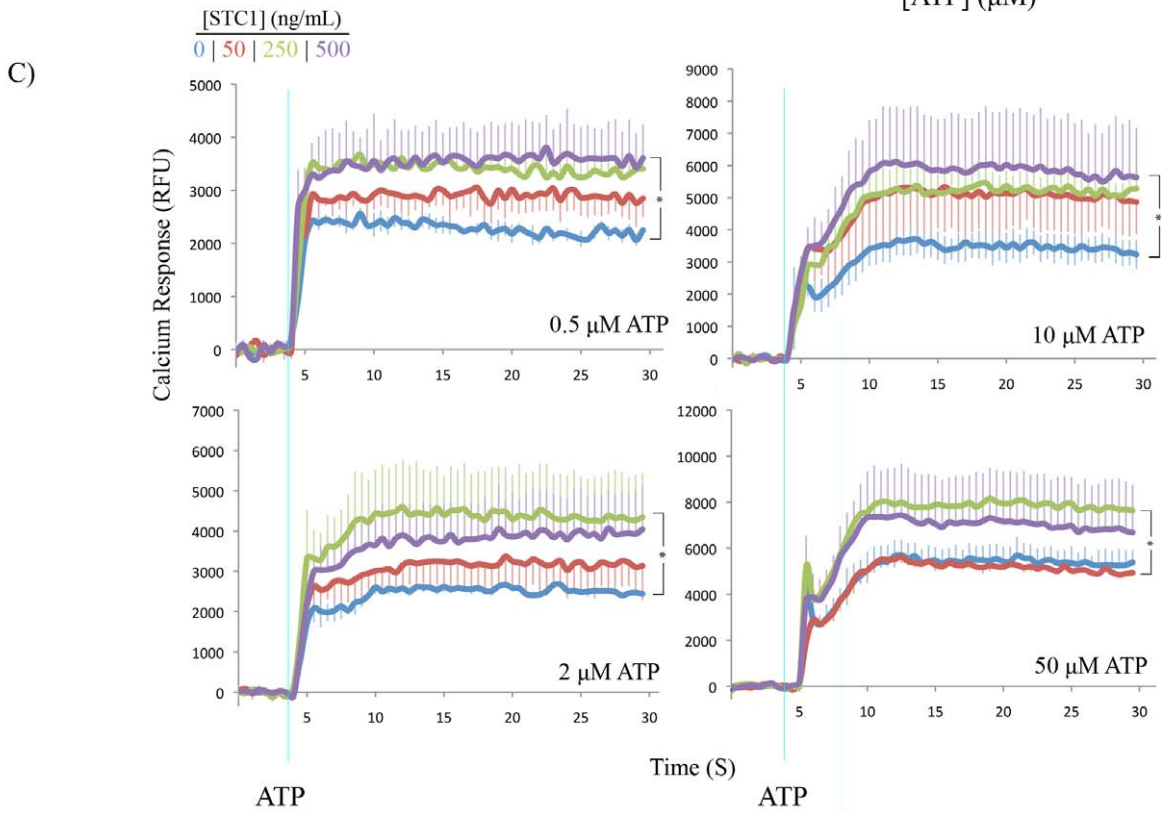 [ATP] (μM)
[STC1] (ng/mL)
0 | 50 | 250 | 500
C)
Calcium Response (RFU)
5000
4000
3000
2000
1000
0
5 10 15 20 25 30
*
0.5 μM ATP
9000
8000
7000
6000
5000
4000
3000
2000
1000
0
5 10 15 20 25 30
*
10 μM ATP
7000
6000
5000
4000
3000
2000
1000
0
5 10 15 20 25 30
*
2 μM ATP
12000
10000
8000
6000
4000
2000
0
5 10 15 20 25 30
*
50 μM ATP
Time (S)
ATP ATP